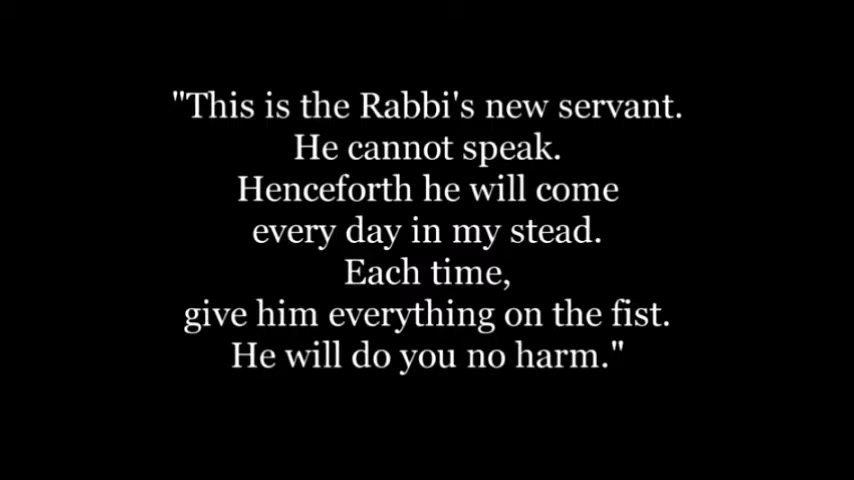 "This is the Rabbi's new servant.
He cannot speak.
Henceforth he will come
every day in my stead.
Each time,
give him everything on the fist.
He will do you no harm."